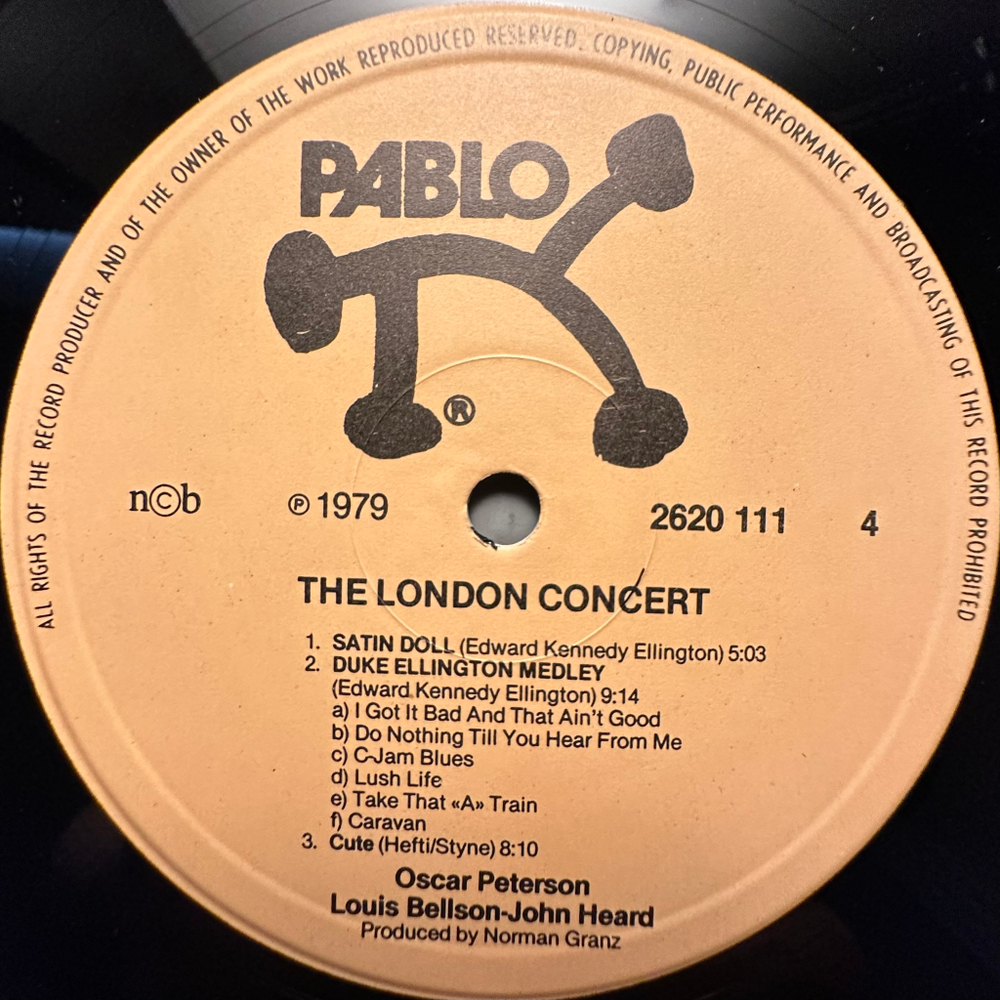 ALL RIGHTS OF THE RECORD PRODUCER AND OF THE OWNER OF THE WORK REPRODUCED RESERVED. COPYING, PUBLIC PERFORMANCE AND BROADCASTING OF THIS RECORD PROHIBITED
PABLO
®
n©b
℗ 1979
2620 111
4
THE LONDON CONCERT
1. SATIN DOLL (Edward Kennedy Ellington) 5:03
2. DUKE ELLINGTON MEDLEY
(Edward Kennedy Ellington) 9:14
a) I Got It Bad And That Ain't Good
b) Do Nothing Till You Hear From Me
c) C-Jam Blues
d) Lush Life
e) Take That «A» Train
f) Caravan
3. Cute (Hefti/Styne) 8:10
Oscar Peterson
Louis Bellson-John Heard
Produced by Norman Granz